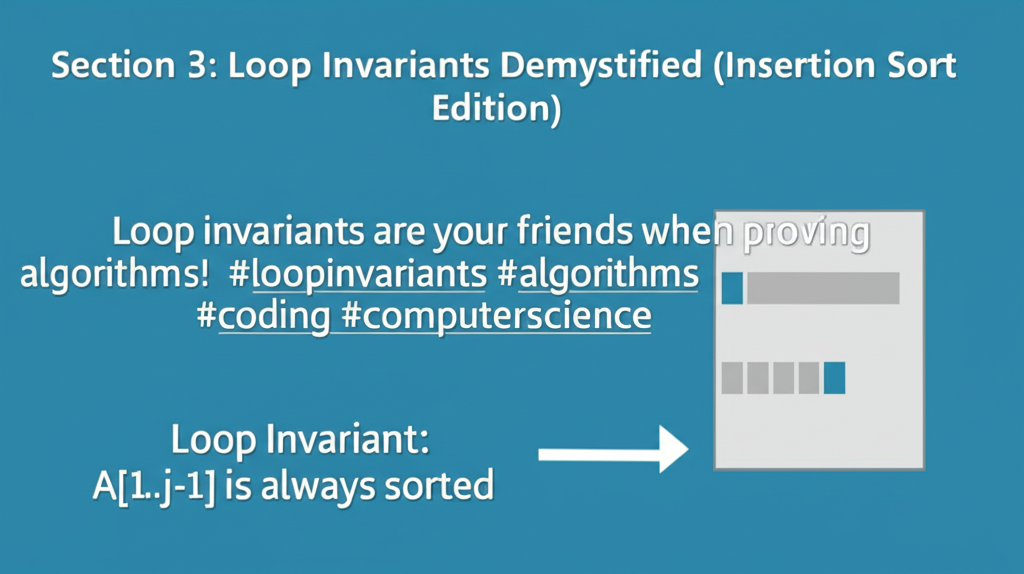 Section 3: Loop Invariants Demystified (Insertion Sort
Edition)
Loop invariants are your friends when proving
algorithms! #loopinvariants #algorithms
#coding #computerscience
Loop Invariant:
A[1..j-1] is always sorted